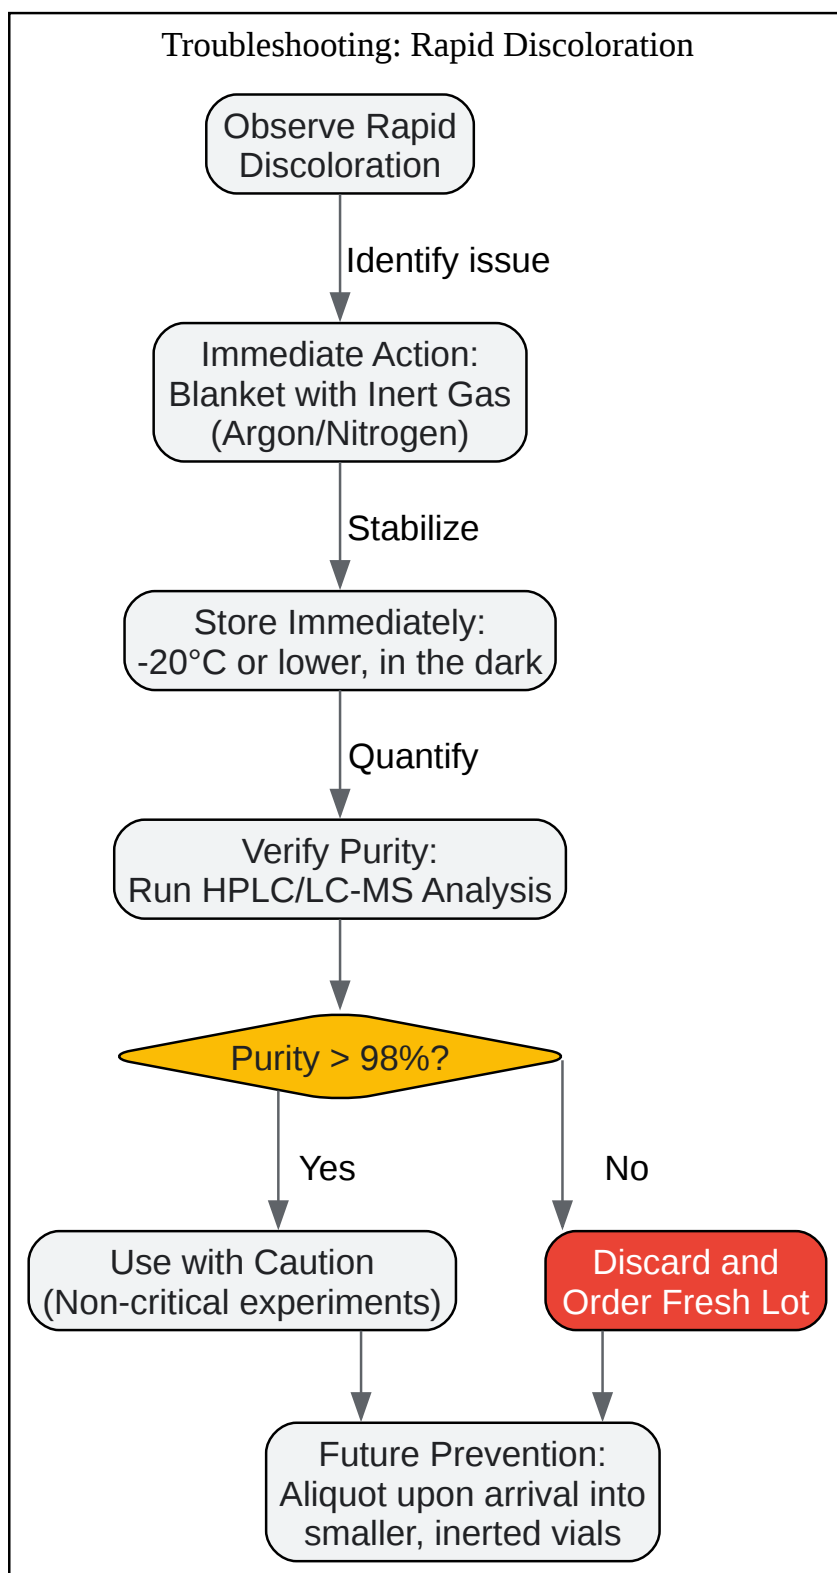 Troubleshooting: Rapid Discoloration
Observe Rapid
Discoloration
Identify issue
Immediate Action:
Blanket with Inert Gas
(Argon/Nitrogen)
Stabilize
Store Immediately:
-20°C or lower, in the dark
Quantify
Verify Purity:
Run HPLC/LC-MS Analysis
Purity > 98%?
Yes
No
Use with Caution
(Non-critical experiments)
Discard and
Order Fresh Lot
Future Prevention:
Aliquot upon arrival into
smaller, inerted vials